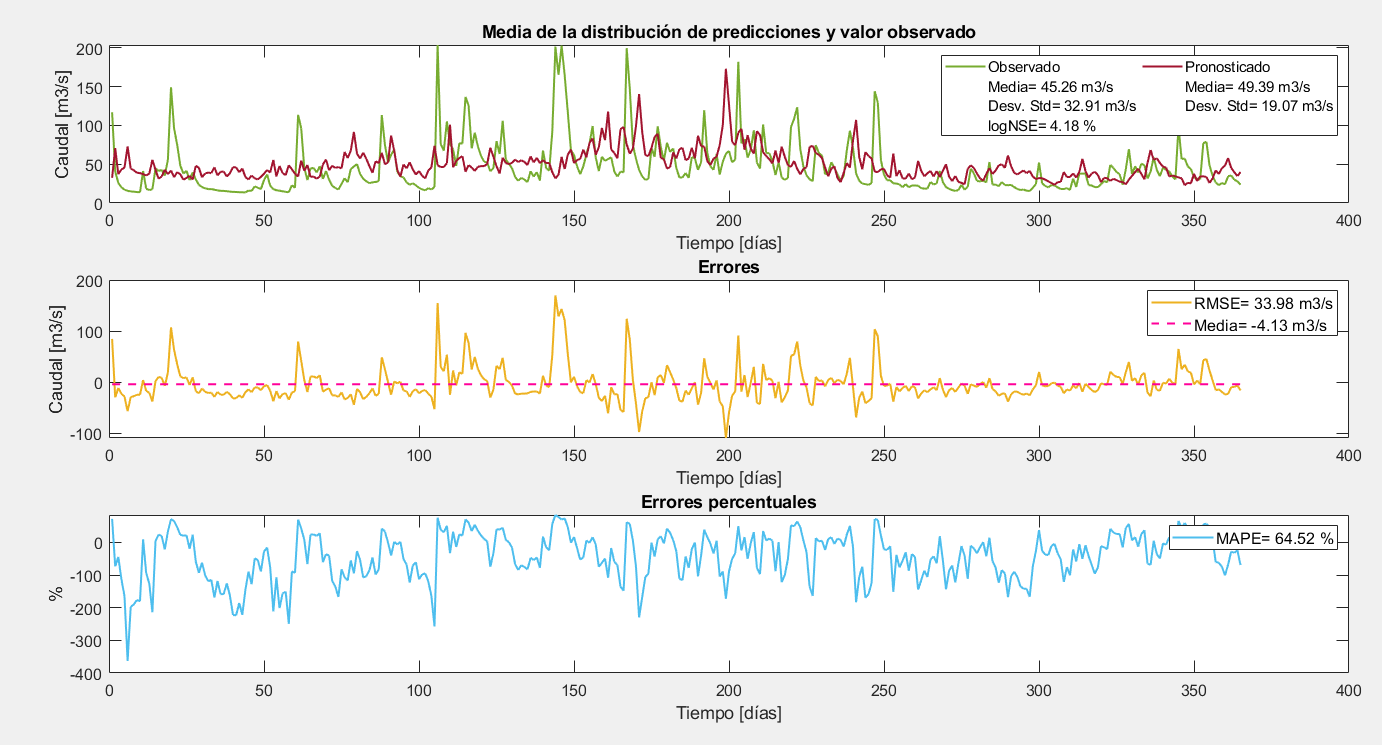 Media de la distribución de predicciones y valor observado
200
150
100
50
0
Caudal [m3/s]
Observado
Media= 45.26 m3/s
Desv. Std= 32.91 m3/s
logNSE= 4.18 %
Pronosticado
Media= 49.39 m3/s
Desv. Std= 19.07 m3/s
0 50 100 150 200 250 300 350 400
Tiempo [días]
Errores
200
100
0
-100
Caudal [m3/s]
RMSE= 33.98 m3/s
Media= -4.13 m3/s
0 50 100 150 200 250 300 350 400
Tiempo [días]
Errores percentuales
0
-100
-200
-300
-400
%
MAPE= 64.52 %
0 50 100 150 200 250 300 350 400
Tiempo [días]